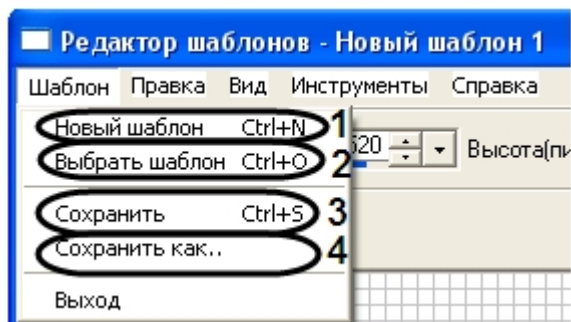 Редактор шаблонов - Новый шаблон 1
Шаблон Правка Вид Инструменты Справка
Новый шаблон Ctrl+N 1
Выбрать шаблон Ctrl+O 2
520 Высота(пи
Сохранить Ctrl+S 3
Сохранить как.. 4
Выход